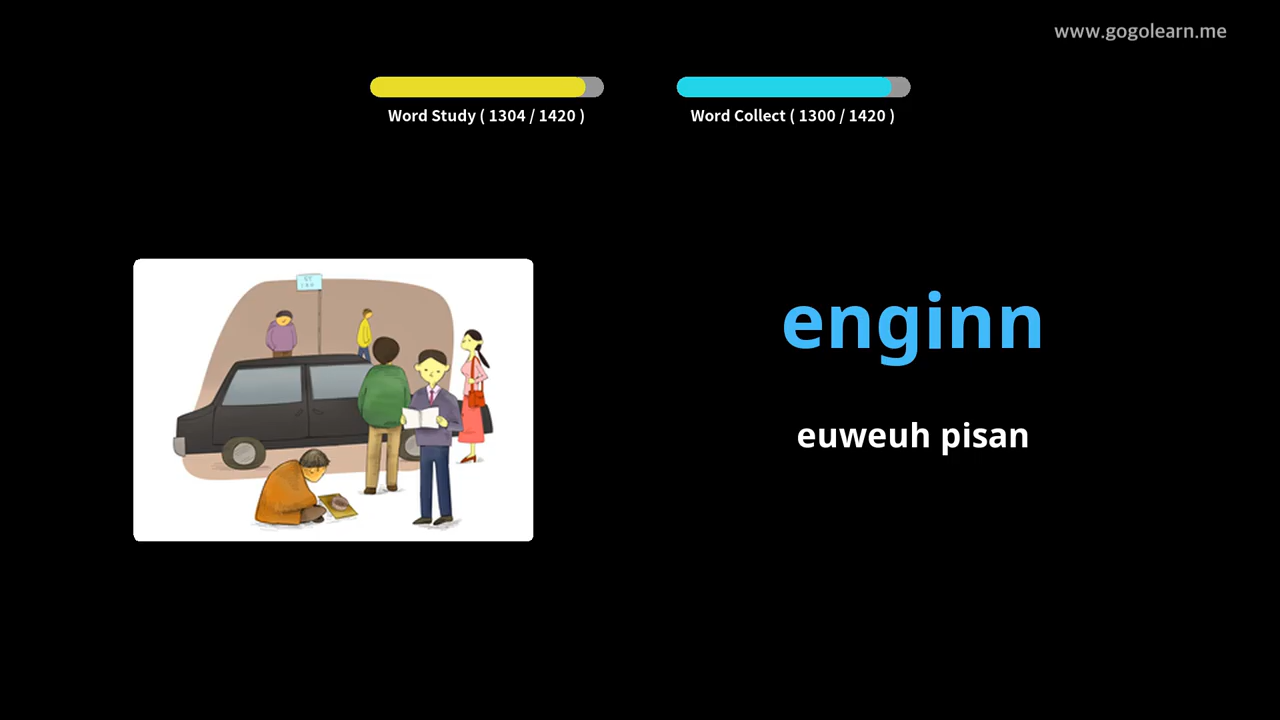 www.gogolearn.me
Word Study ( 1304 / 1420 )
Word Collect ( 1300 / 1420 )
enginn
euweuh pisan